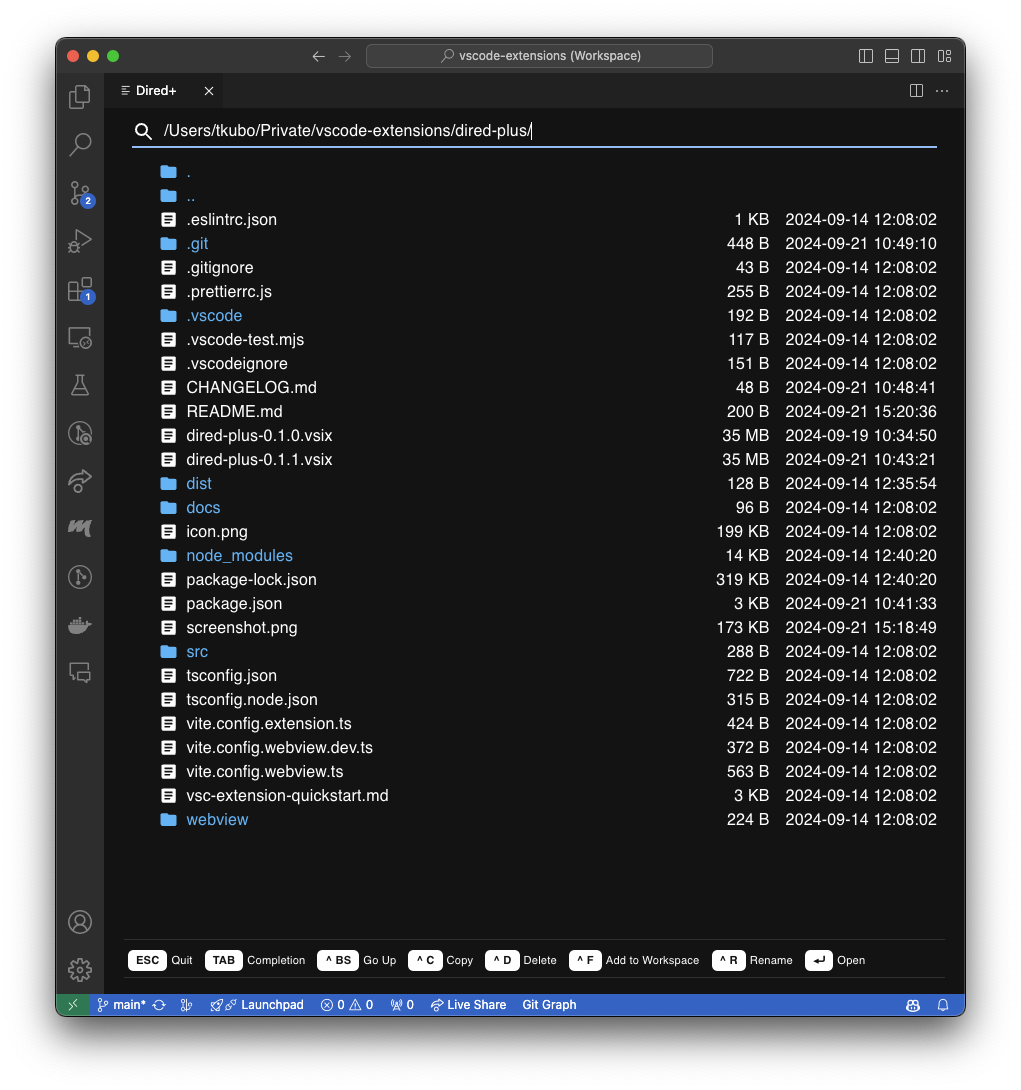 vscode-extensions (Workspace)
Dired+
/Users/tkubo/Private/vscode-extensions/dired-plus/
.
..
.eslintrc.json 1 KB 2024-09-14 12:08:02
.git 448 B 2024-09-21 10:49:10
.gitignore 43 B 2024-09-14 12:08:02
.prettierrc.js 255 B 2024-09-14 12:08:02
.vscode 192 B 2024-09-14 12:08:02
.vscode-test.mjs 117 B 2024-09-14 12:08:02
.vscodeignore 151 B 2024-09-14 12:08:02
CHANGELOG.md 48 B 2024-09-21 10:48:41
README.md 200 B 2024-09-21 15:20:36
dired-plus-0.1.0.vsix 35 MB 2024-09-19 10:34:50
dired-plus-0.1.1.vsix 35 MB 2024-09-21 10:43:21
dist 128 B 2024-09-14 12:35:54
docs 96 B 2024-09-14 12:08:02
icon.png 199 KB 2024-09-14 12:08:02
node_modules 14 KB 2024-09-14 12:40:20
package-lock.json 319 KB 2024-09-14 12:40:20
package.json 3 KB 2024-09-21 10:41:33
screenshot.png 173 KB 2024-09-21 15:18:49
src 288 B 2024-09-14 12:08:02
tsconfig.json 722 B 2024-09-14 12:08:02
tsconfig.node.json 315 B 2024-09-14 12:08:02
vite.config.extension.ts 424 B 2024-09-14 12:08:02
vite.config.webview.dev.ts 372 B 2024-09-14 12:08:02
vite.config.webview.ts 563 B 2024-09-14 12:08:02
vsc-extension-quickstart.md 3 KB 2024-09-14 12:08:02
webview 224 B 2024-09-14 12:08:02
2
1
ESC Quit TAB Completion ^ BS Go Up ^ C Copy ^ D Delete ^ F Add to Workspace ^ R Rename ↵ Open
main* Launchpad 0 0 0 Live Share Git Graph